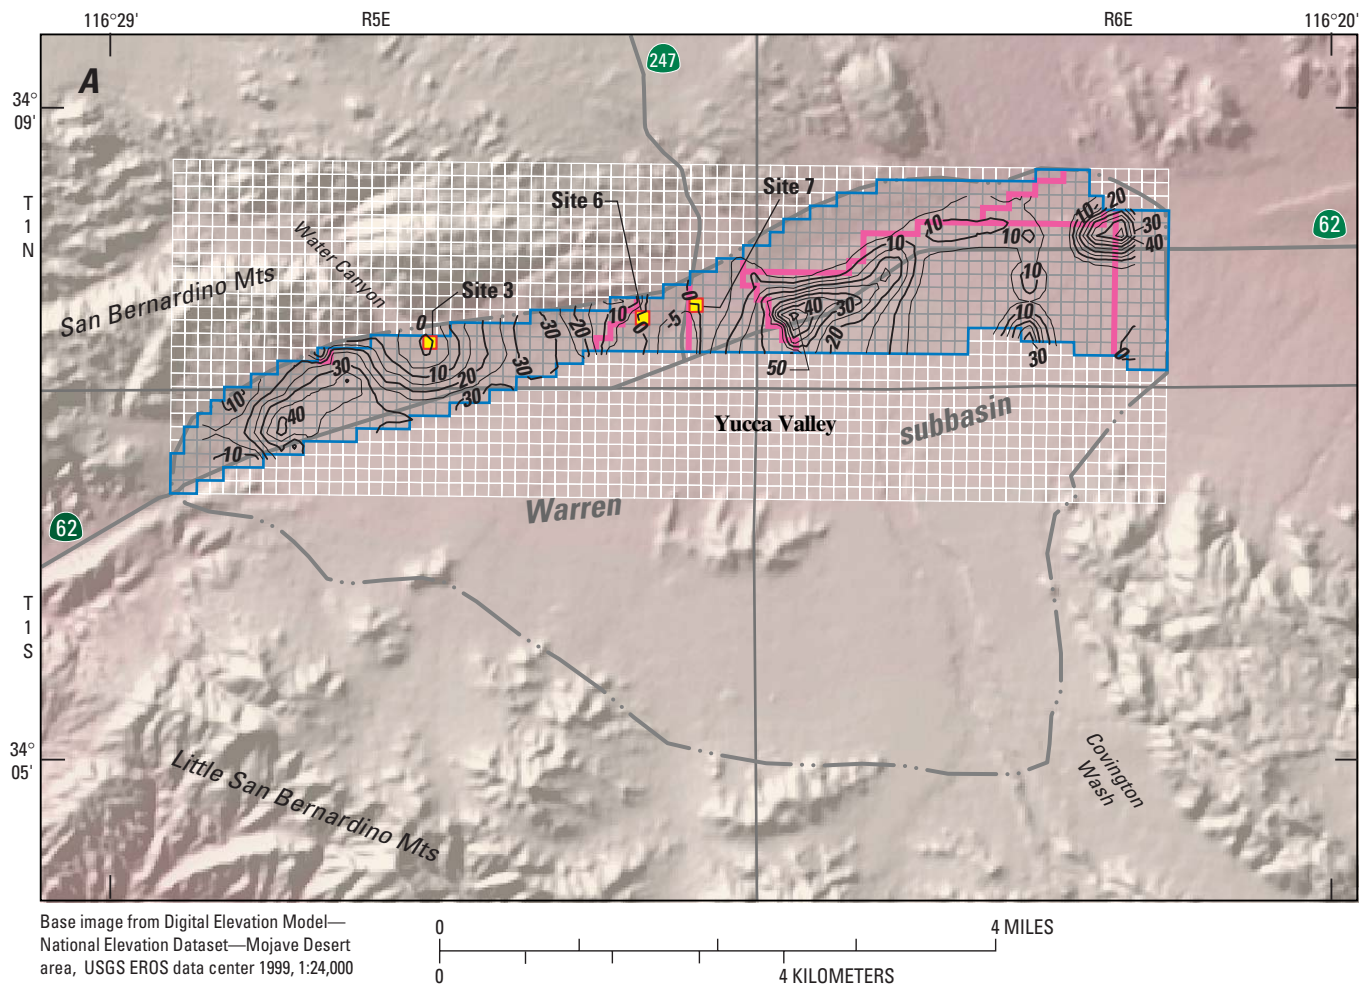 116°29'
R5E
R6E
116°20'
A
247
34°
09'
T
1
N
Site 7
Site 6
20
10
30
40
62
10
10
10
Water Canyon
San Bernardino Mts
Site 3
0
0
10
0
-5
30
20
10
40
30
20
10
30
50
0
30
10
20
30
30
10
40
10
Yucca Valley
subbasin
Warren
62
T
1
S
34°
05'
Little San Bernardino Mts
Covington
Wash
Base image from Digital Elevation Model—
National Elevation Dataset—Mojave Desert
area, USGS EROS data center 1999, 1:24,000
0
4 MILES
0
4 KILOMETERS